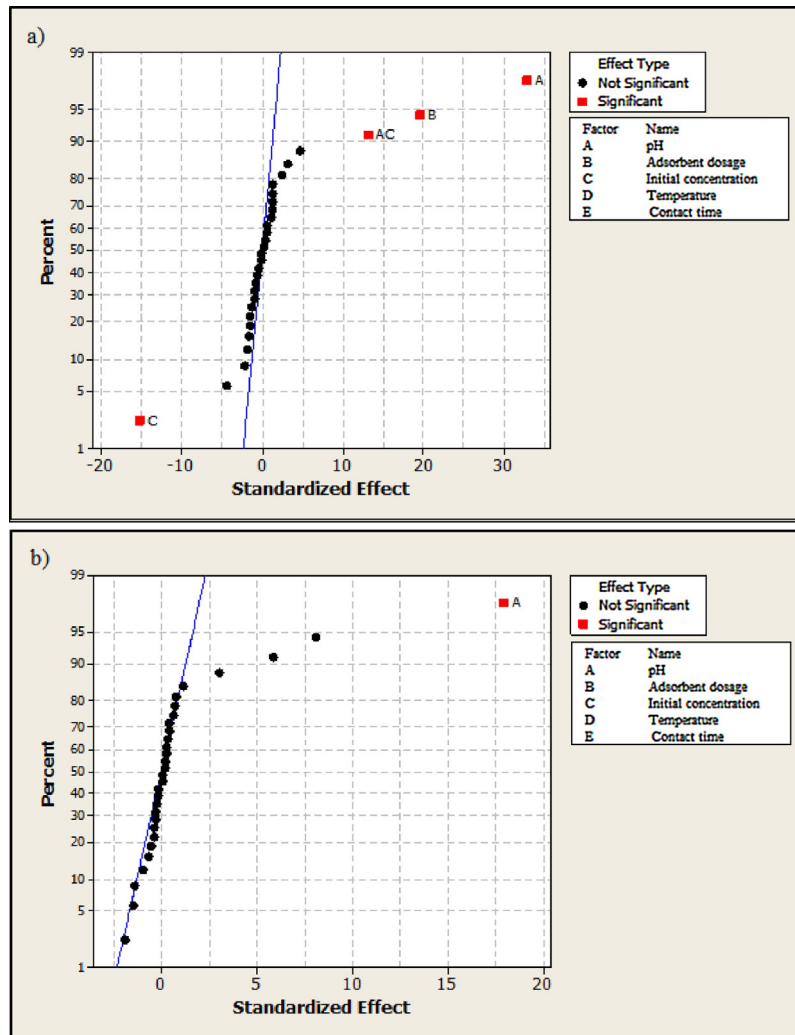 a)
99
95
90
80
70
60
50
40
30
20
10
5
1
Percent
A
B
AC
C
-20 -10 0 10 20 30
Standardized Effect
Effect Type
Not Significant
Significant
Factor Name
A pH
B Adsorbent dosage
C Initial concentration
D Temperature
E Contact time
b)
99
95
90
80
70
60
50
40
30
20
10
5
1
Percent
A
0 5 10 15 20
Standardized Effect
Effect Type
Not Significant
Significant
Factor Name
A pH
B Adsorbent dosage
C Initial concentration
D Temperature
E Contact time